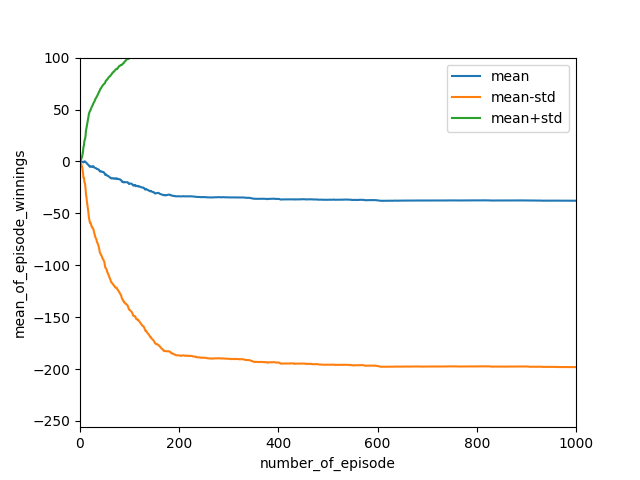 mean
mean-std
mean+std
100
50
0
−50
−100
−150
−200
−250
mean_of_episode_winnings
0 200 400 600 800 1000
number_of_episode